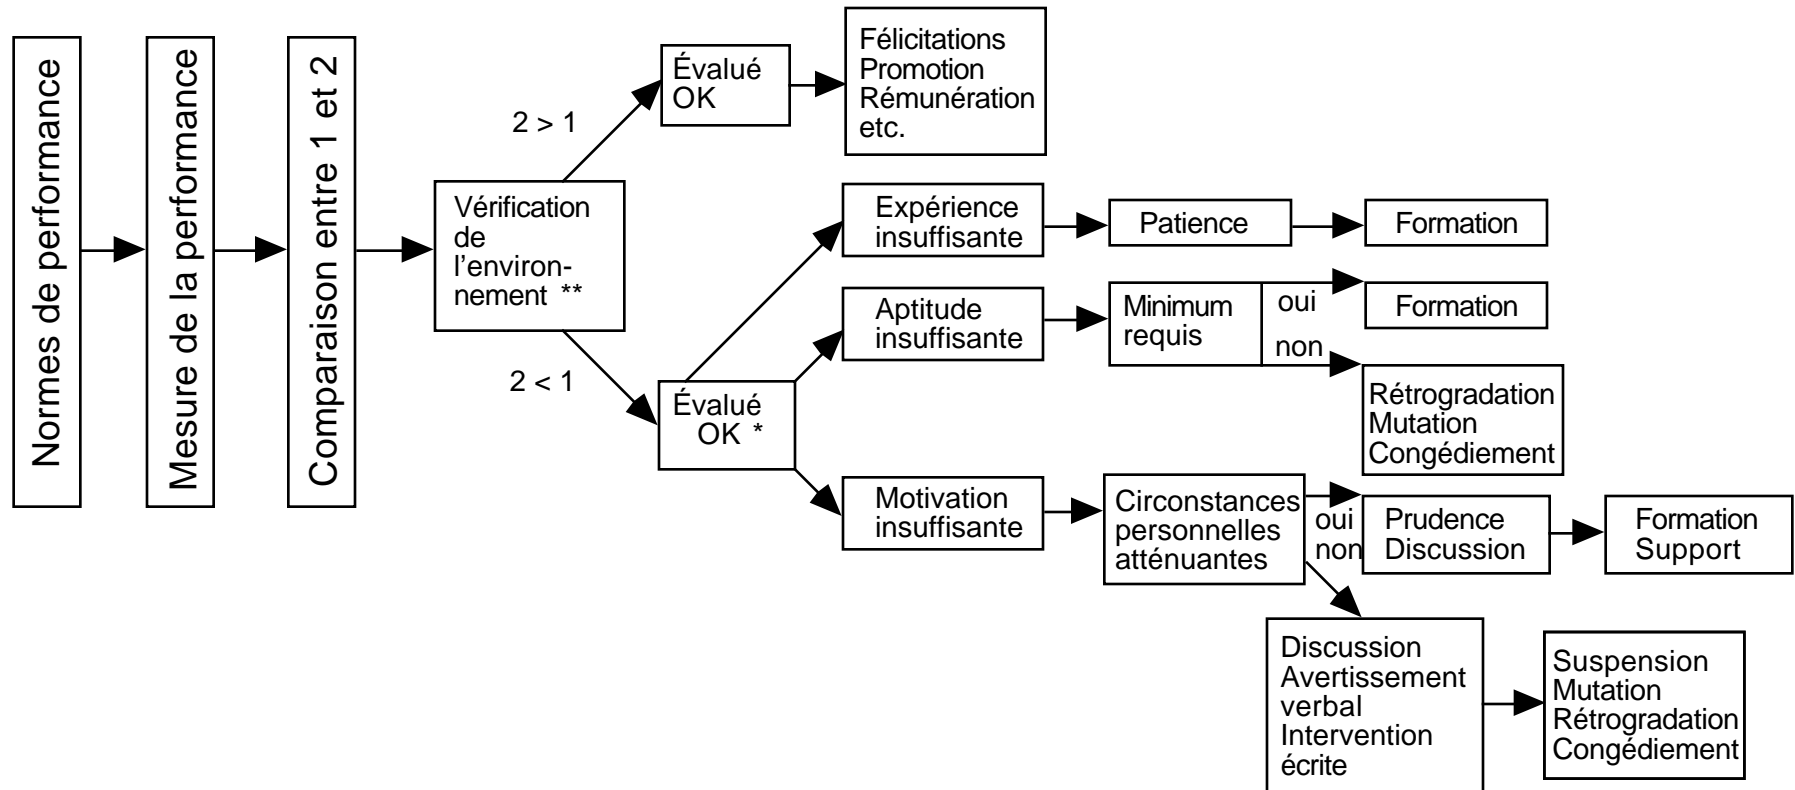 Normes de performance
Mesure de la performance
Comparaison entre 1 et 2
Vérification
de
l'environ-
nement **
2 > 1
2 < 1
Évalué
OK
Félicitations
Promotion
Rémunération
etc.
Évalué
OK *
Expérience
insuffisante
Patience
Formation
Aptitude
insuffisante
Minimum
requis
oui
non
Formation
Rétrogradation
Mutation
Congédiement
Motivation
insuffisante
Circonstances
personnelles
atténuantes
oui
non
Prudence
Discussion
Formation
Support
Discussion
Avertissement
verbal
Intervention
écrite
Suspension
Mutation
Rétrogradation
Congédiement